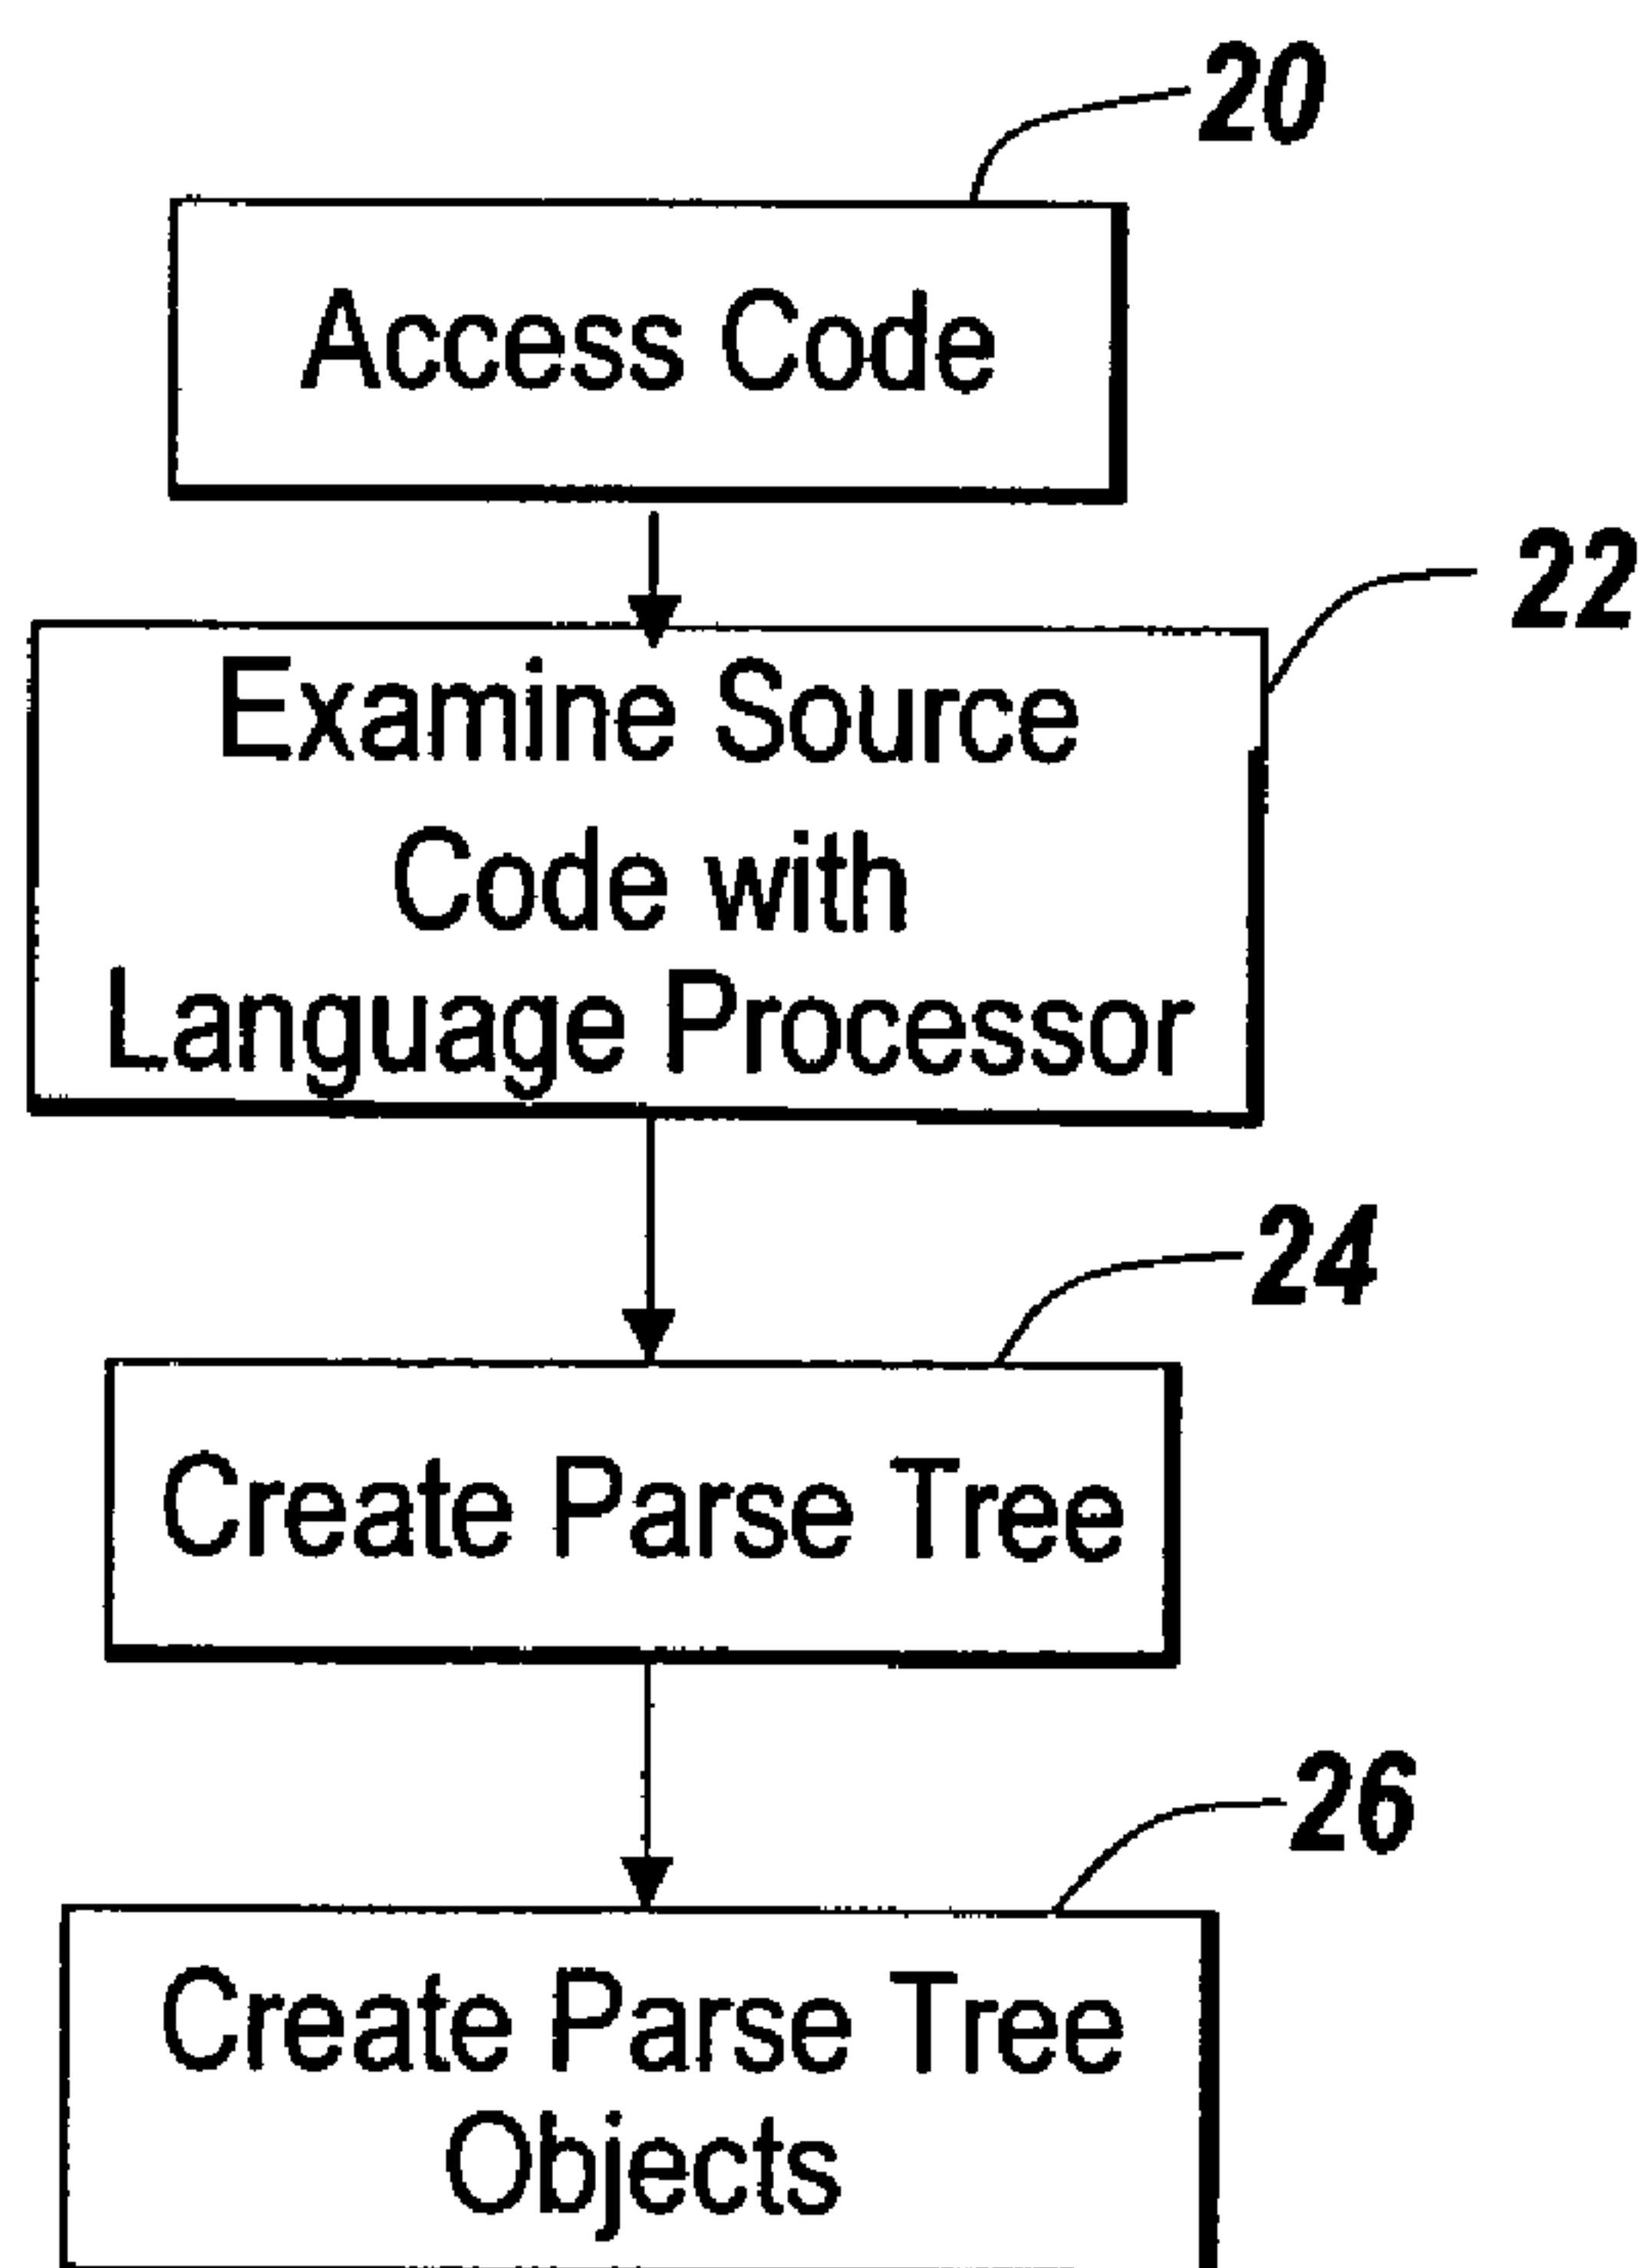 20
Access Code
22
Examine Source
Code with
Language Processor
24
Create Parse Tree
26
Create Parse Tree
Objects